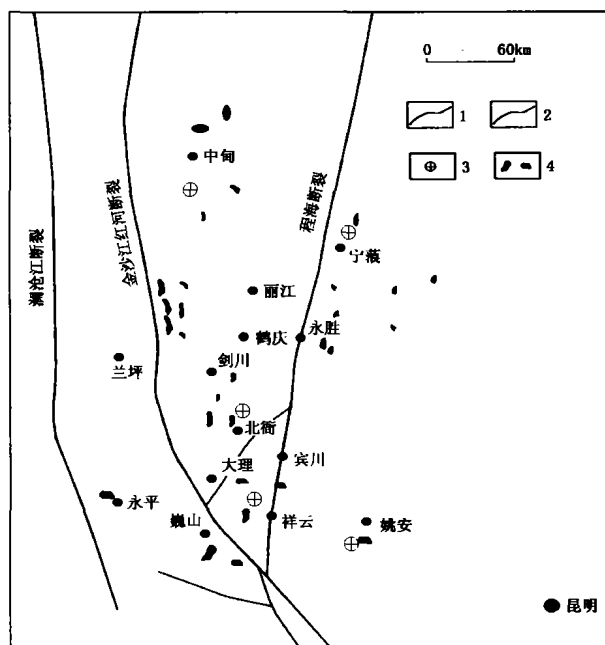 0 60km
1 2
3 4
中甸
金沙江红河断裂
程海断裂
澜沧江断裂
宁蒗
丽江
鹤庆
永胜
剑川
兰坪
北衙
大理
宾川
永平
巍山
祥云
姚安
昆明